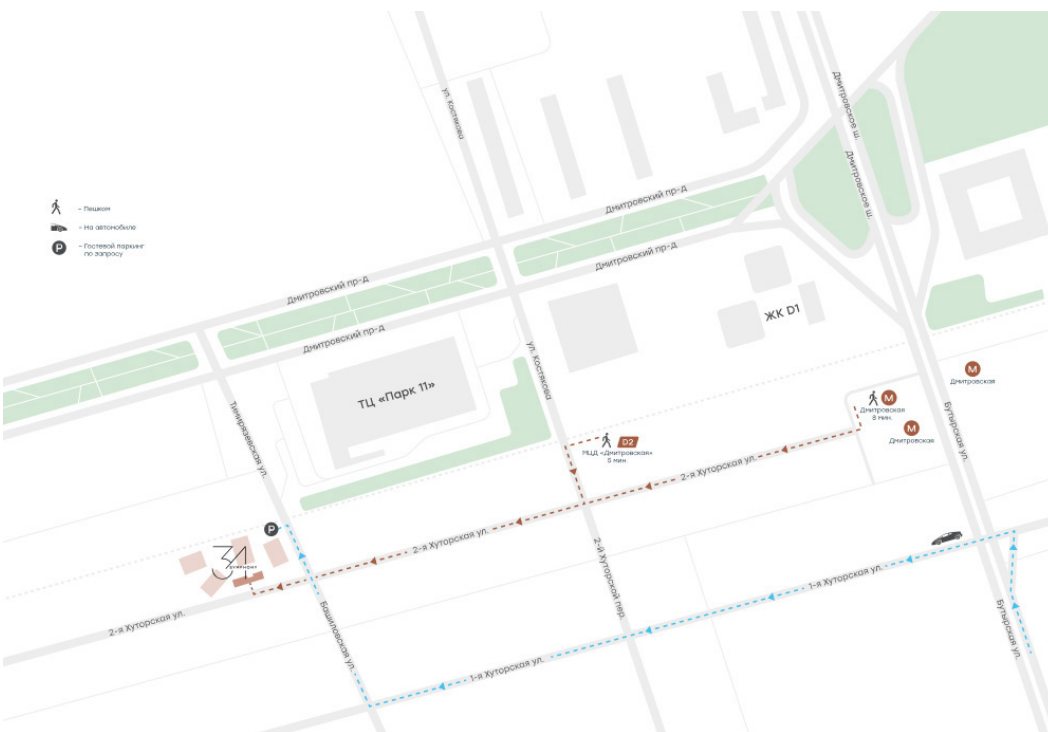 ул. Костякова
Дмитровское ш.
Дмитровское ш.
– Пешком
– На автомобиле
P
– Гостевой паркинг
по запросу
Дмитровский пр-д
Дмитровский пр-д
Дмитровский пр-д
Дмитровский пр-д
ЖК D1
ул. Костякова
ТЦ «Парк 11»
Тимирязевская ул.
М
Дмитровская
М
Дмитровская
8 мин.
М
Дмитровская
Бутырская ул.
D2
МЦД «Дмитровская»
5 мин
2-я Хуторская ул.
2-я Хуторская ул.
P
31
2-я Хуторская ул.
Башиловская ул.
2-й Хуторской пер.
1-я Хуторская ул.
1-я Хуторская ул.
Бутырская ул.